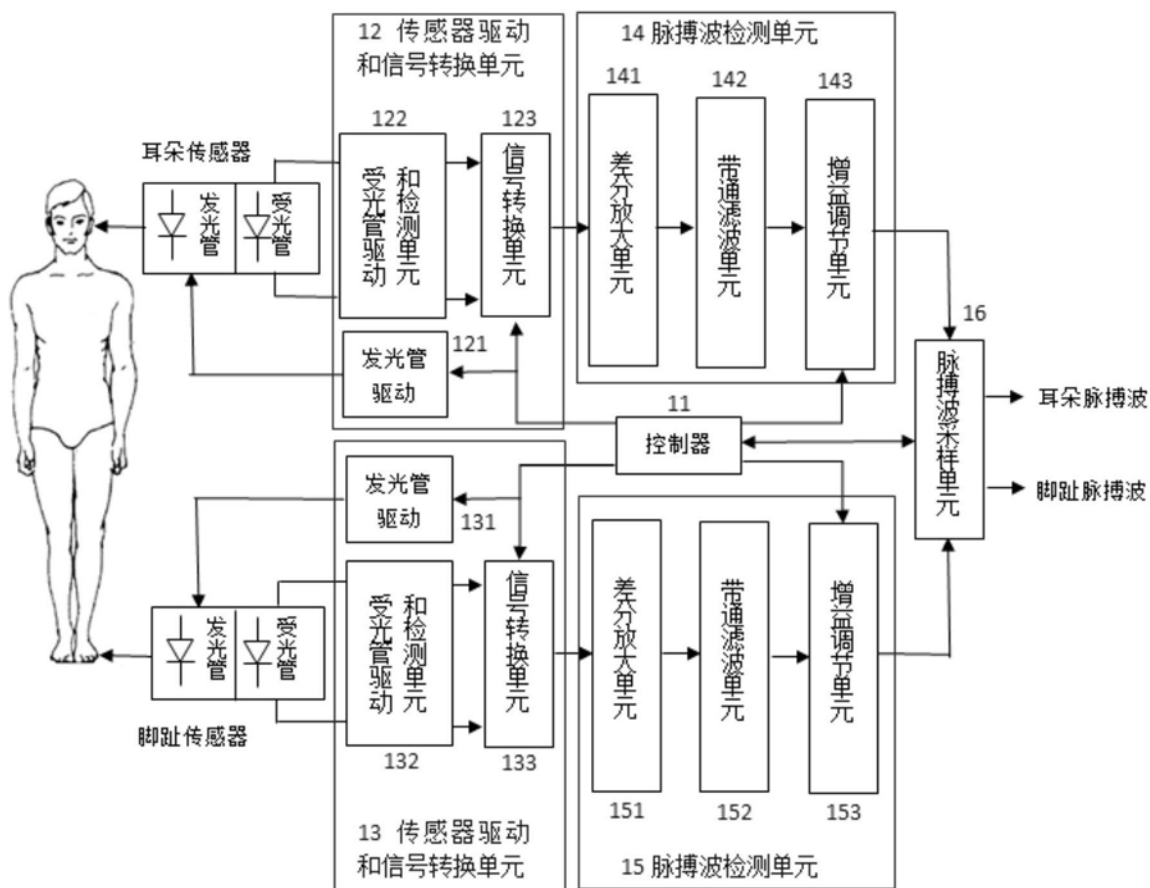 12 传感器驱动
和信号转换单元
14 脉搏波检测单元
141
142
143
122
123
耳朵传感器
发光管
受光管
受光管驱动
和检测单元
信号转换单元
差分放大单元
带通滤波单元
增益调节单元
16
121
发光管
驱动
11
控制器
脉搏波采样单元
耳朵脉搏波
脚趾脉搏波
发光管
驱动
131
受光管驱动
和检测单元
信号转换单元
差分放大单元
带通滤波单元
增益调节单元
发光管
受光管
脚趾传感器
132
133
151
152
153
13 传感器驱动
和信号转换单元
15 脉搏波检测单元